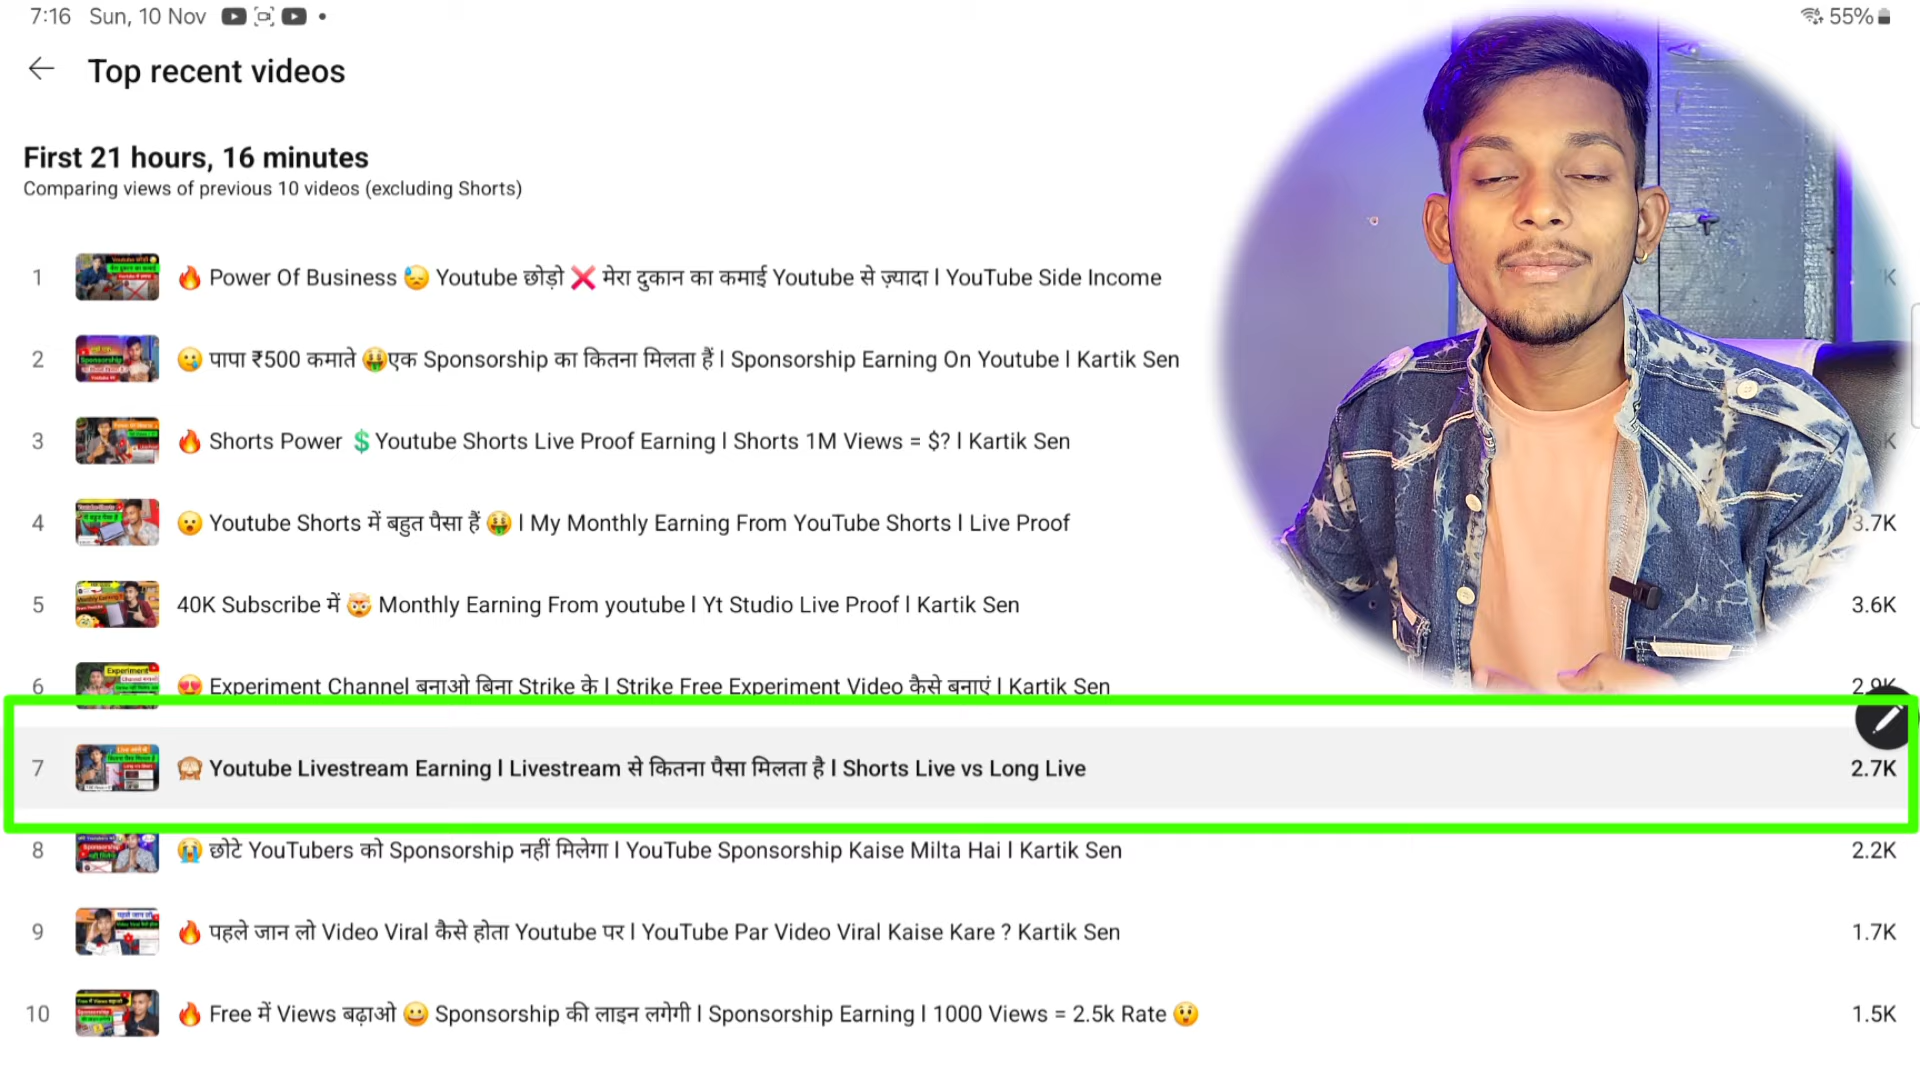 7:16 Sun, 10 Nov 55%
Top recent videos
First 21 hours, 16 minutes
Comparing views of previous 10 videos (excluding Shorts)
1 🔥 Power Of Business 😓 Youtube छोड़ो ❌ मेरा दुकान का कमाई Youtube से ज़्यादा l YouTube Side Income K
2 🥲 पापा ₹500 कमाते 🤑एक Sponsorship का कितना मिलता हैं l Sponsorship Earning On Youtube l Kartik Sen
3 🔥 Shorts Power 💲Youtube Shorts Live Proof Earning l Shorts 1M Views = $? l Kartik Sen K
4 😮 Youtube Shorts में बहुत पैसा हैं 🤑 l My Monthly Earning From YouTube Shorts l Live Proof 3.7K
5 40K Subscribe में 🤯 Monthly Earning From youtube l Yt Studio Live Proof l Kartik Sen 3.6K
6 😍 Experiment Channel बनाओ बिना Strike के l Strike Free Experiment Video कैसे बनाएं l Kartik Sen 2.9K
7 🙈 Youtube Livestream Earning l Livestream से कितना पैसा मिलता है l Shorts Live vs Long Live 2.7K
8 😭 छोटे YouTubers को Sponsorship नहीं मिलेगा l YouTube Sponsorship Kaise Milta Hai l Kartik Sen 2.2K
9 🔥 पहले जान लो Video Viral कैसे होता Youtube पर l YouTube Par Video Viral Kaise Kare ? Kartik Sen 1.7K
10 🔥 Free में Views बढ़ाओ 😀 Sponsorship की लाइन लगेगी l Sponsorship Earning l 1000 Views = 2.5k Rate 😲 1.5K